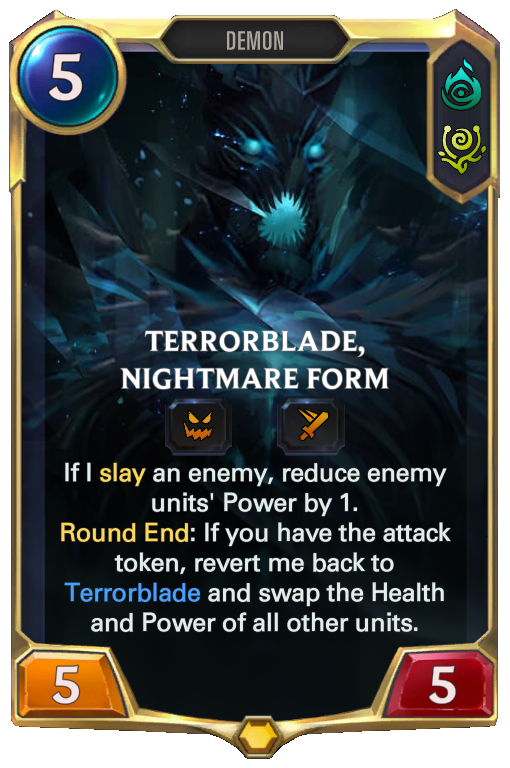 DEMON
5
TERRORBLADE,
NIGHTMARE FORM
If I slay an enemy, reduce enemy
units' Power by 1.
Round End: If you have the attack
token, revert me back to
Terrorblade and swap the Health
and Power of all other units.
5
5